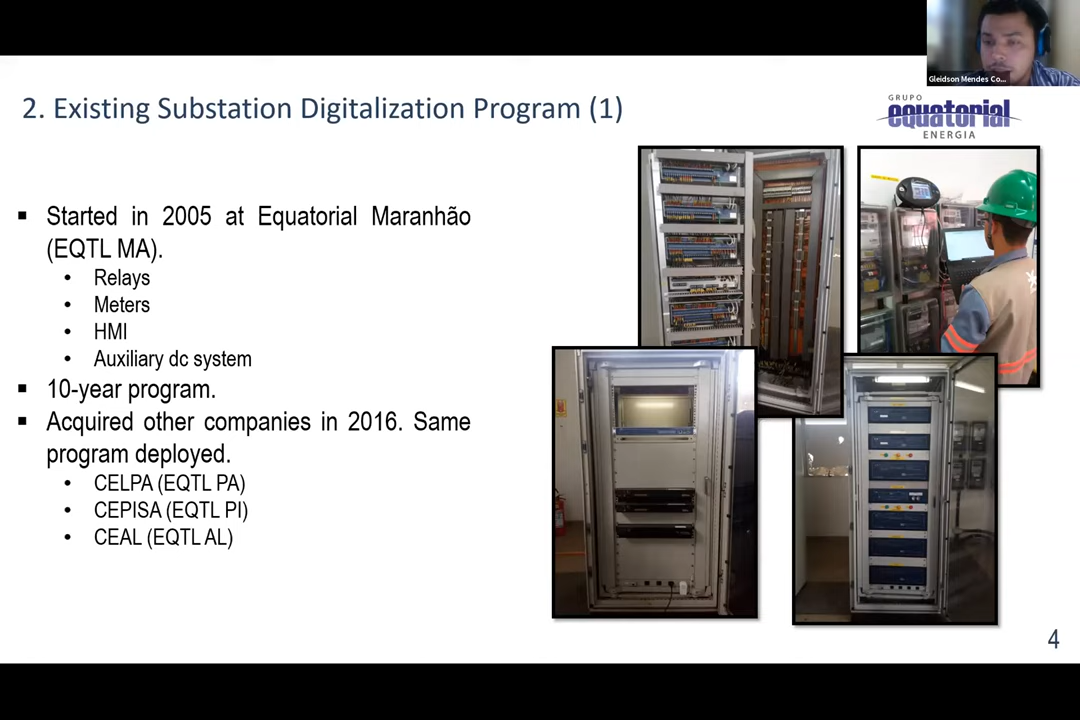 Gleidson Mendes Co...
2. Existing Substation Digitalization Program (1)
GRUPO
equatorial
ENERGIA
▪ Started in 2005 at Equatorial Maranhão
(EQTL MA).
• Relays
• Meters
• HMI
• Auxiliary dc system
▪ 10-year program.
▪ Acquired other companies in 2016. Same
program deployed.
• CELPA (EQTL PA)
• CEPISA (EQTL PI)
• CEAL (EQTL AL)
4